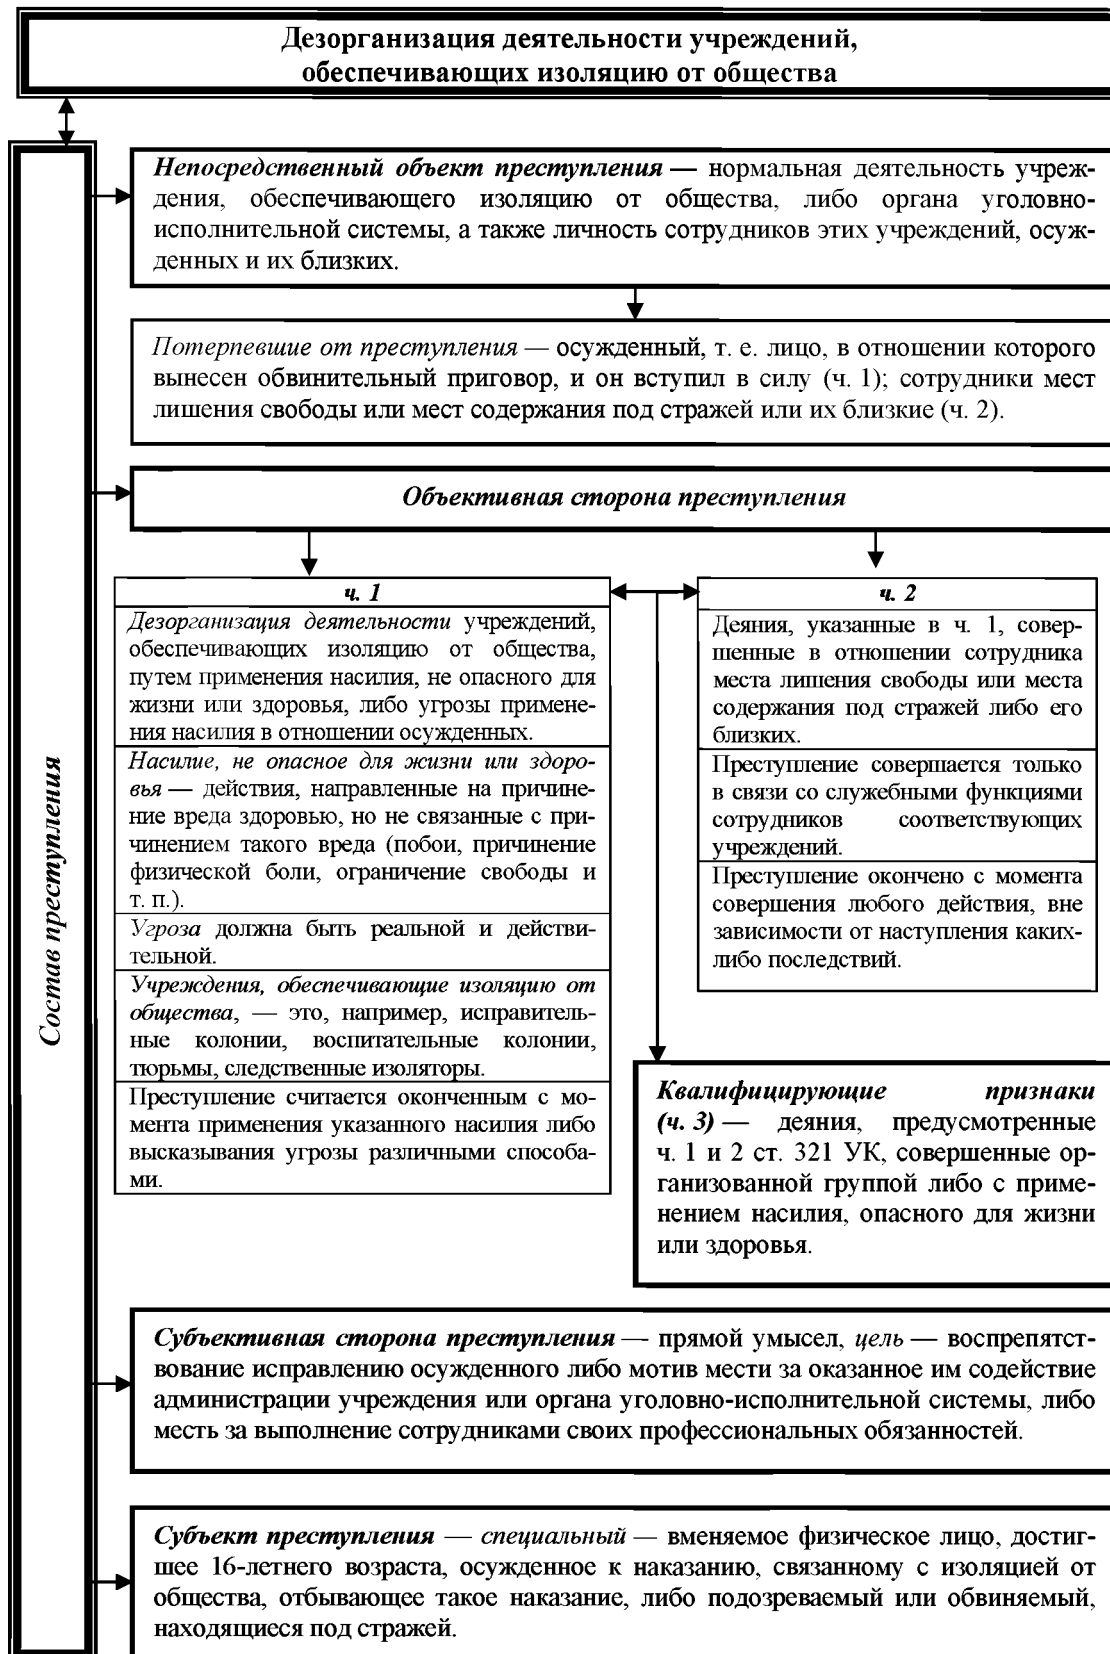 Дезорганизация деятельности учреждений,
обеспечивающих изоляцию от общества
Состав преступления
Непосредственный объект преступления — нормальная деятельность учреж-
дения, обеспечивающего изоляцию от общества, либо органа уголовно-
исполнительной системы, а также личность сотрудников этих учреждений, осуж-
денных и их близких.
Потерпевшие от преступления — осужденный, т. е. лицо, в отношении которого
вынесен обвинительный приговор, и он вступил в силу (ч. 1); сотрудники мест
лишения свободы или мест содержания под стражей или их близкие (ч. 2).
Объективная сторона преступления
ч. 1
Дезорганизация деятельности учреждений,
обеспечивающих изоляцию от общества,
путем применения насилия, не опасного для
жизни или здоровья, либо угрозы примене-
ния насилия в отношении осужденных.
Насилие, не опасное для жизни или здоро-
вья — действия, направленные на причине-
ние вреда здоровью, но не связанные с при-
чинением такого вреда (побои, причинение
физической боли, ограничение свободы и
т. п.).
Угроза должна быть реальной и действи-
тельной.
Учреждения, обеспечивающие изоляцию от
общества, — это, например, исправитель-
ные колонии, воспитательные колонии,
тюрьмы, следственные изоляторы.
Преступление считается оконченным с мо-
мента применения указанного насилия либо
высказывания угрозы различными способа-
ми.
ч. 2
Деяния, указанные в ч. 1, совер-
шенные в отношении сотрудника
места лишения свободы или места
содержания под стражей либо его
близких.
Преступление совершается только
в связи со служебными функциями
сотрудников соответствующих
учреждений.
Преступление окончено с момента
совершения любого действия, вне
зависимости от наступления каких-
либо последствий.
Квалифицирующие признаки
(ч. 3) — деяния, предусмотренные
ч. 1 и 2 ст. 321 УК, совершенные ор-
ганизованной группой либо с приме-
нением насилия, опасного для жизни
или здоровья.
Субъективная сторона преступления — прямой умысел, цель — воспрепятст-
вование исправлению осужденного либо мотив мести за оказанное им содействие
администрации учреждения или органа уголовно-исполнительной системы, либо
месть за выполнение сотрудниками своих профессиональных обязанностей.
Субъект преступления — специальный — вменяемое физическое лицо, достиг-
шее 16-летнего возраста, осужденное к наказанию, связанному с изоляцией от
общества, отбывающее такое наказание, либо подозреваемый или обвиняемый,
находящиеся под стражей.